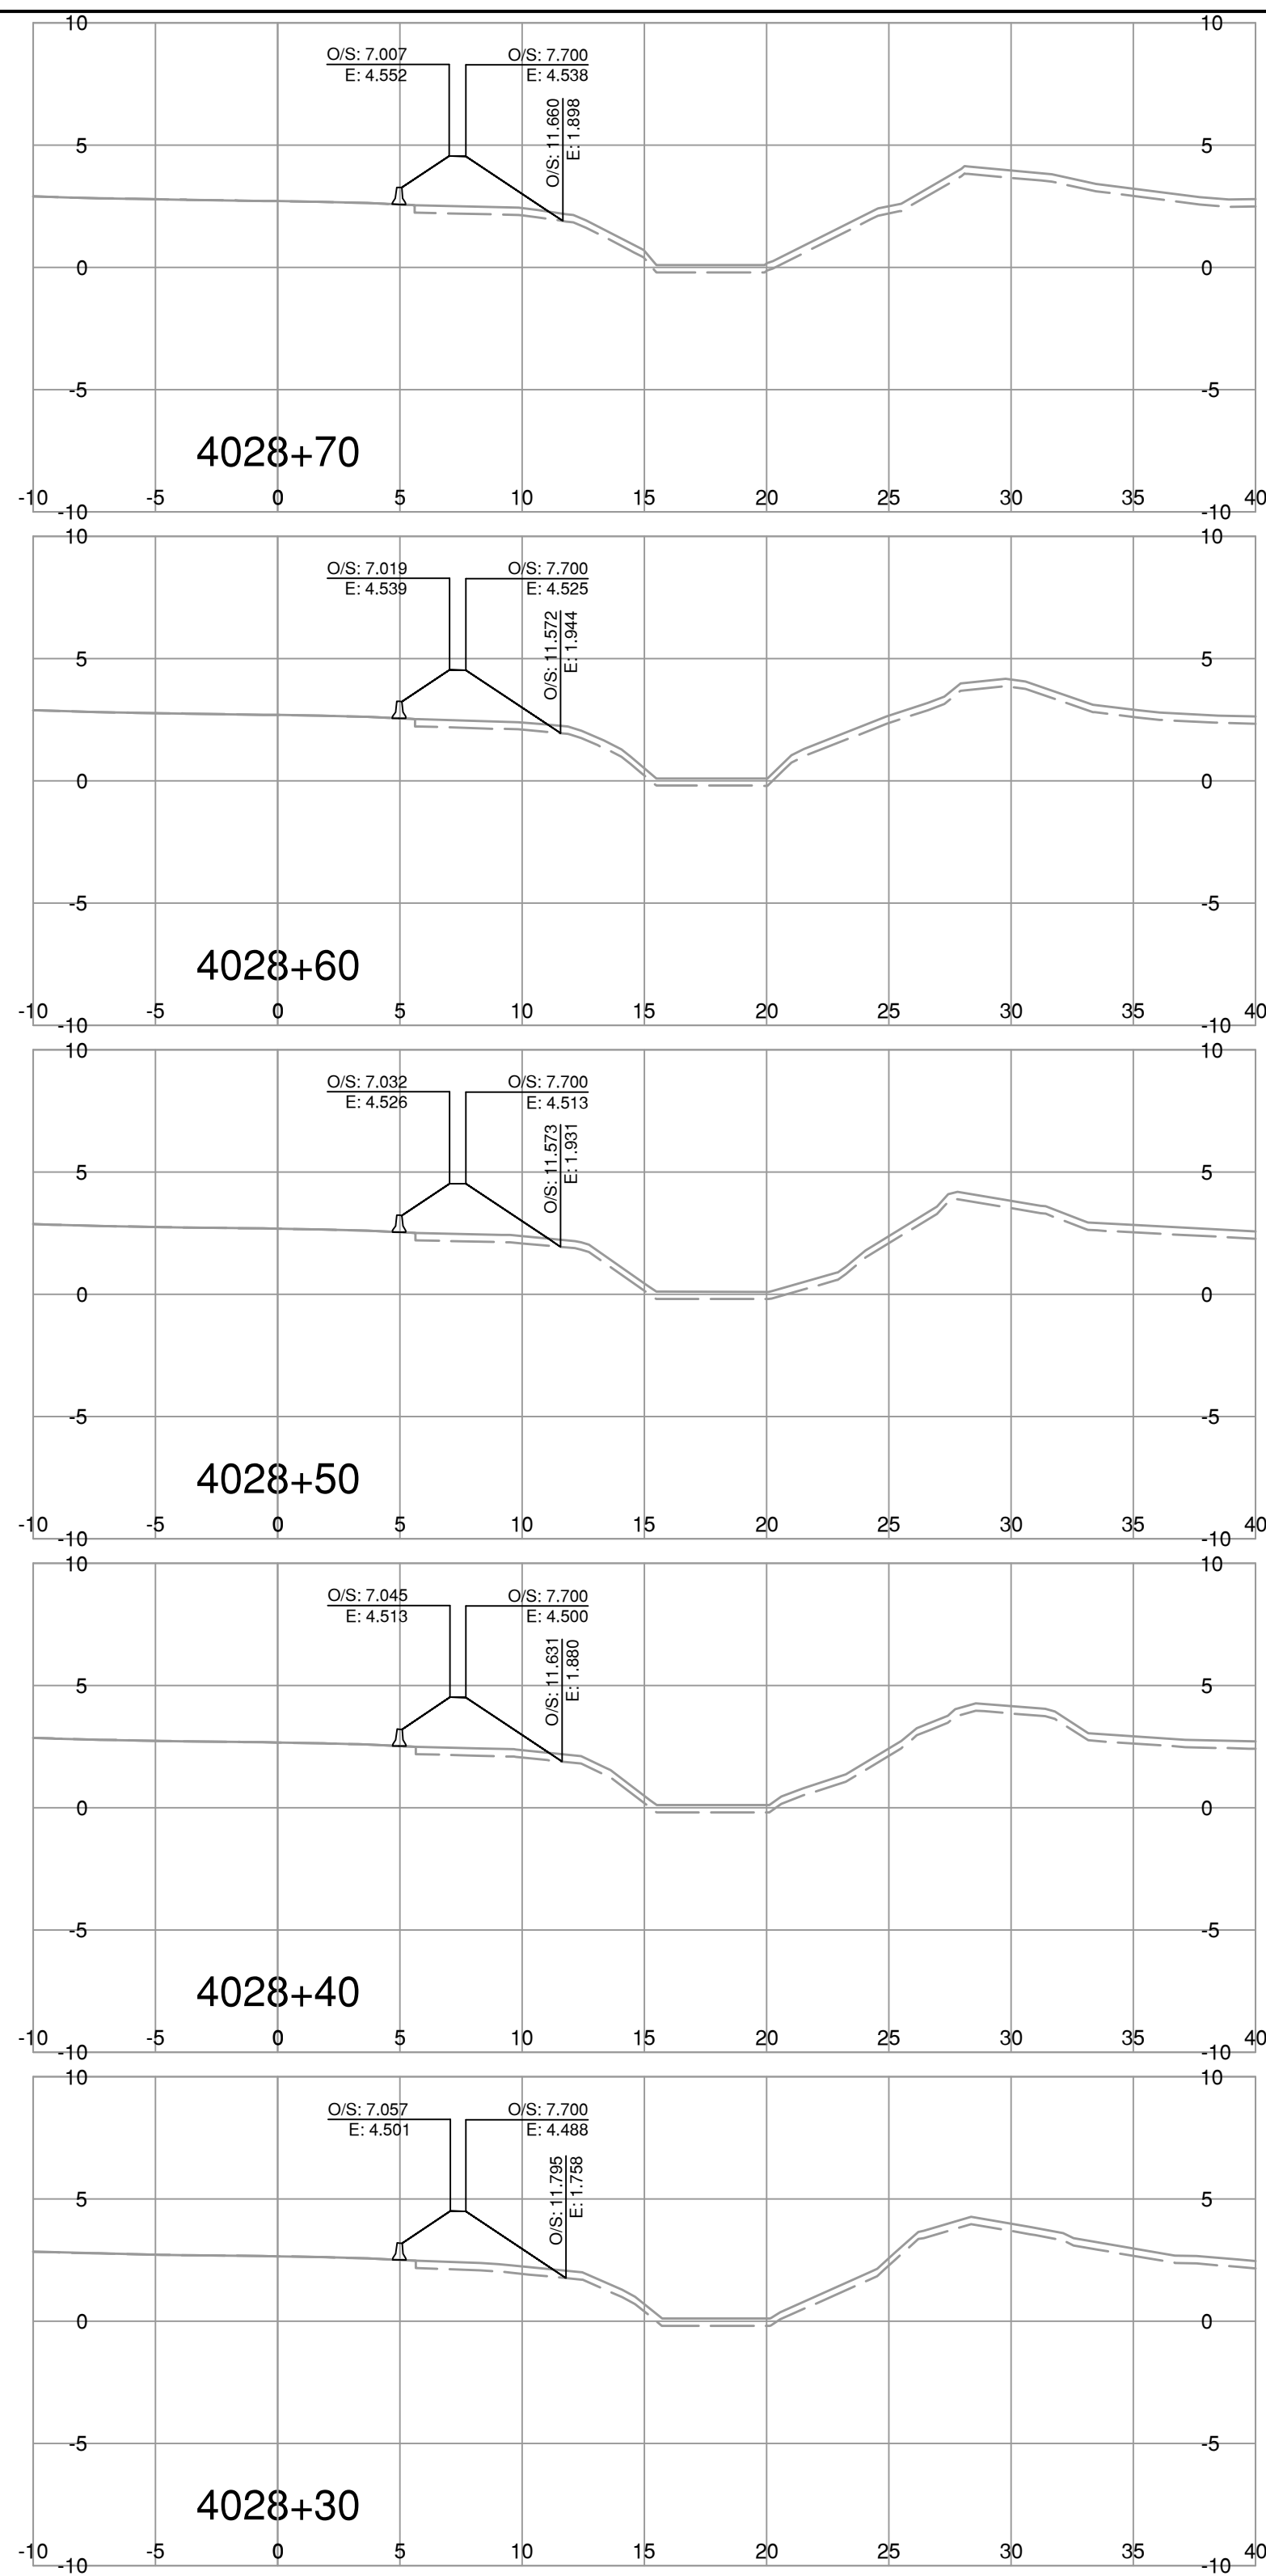 10 10
O/S: 7.007 O/S: 7.700
E: 4.552 E: 4.538
O/S: 11.660
E: 1.898
5 5
0 0
-5 -5
4028+70
-10 -5 0 5 10 15 20 25 30 35 40
-10 -10
10 10
O/S: 7.019 O/S: 7.700
E: 4.539 E: 4.525
O/S: 11.572
E: 1.944
5 5
0 0
-5 -5
4028+60
-10 -5 0 5 10 15 20 25 30 35 40
-10 -10
10 10
O/S: 7.032 O/S: 7.700
E: 4.526 E: 4.513
O/S: 11.573
E: 1.931
5 5
0 0
-5 -5
4028+50
-10 -5 0 5 10 15 20 25 30 35 40
-10 -10
10 10
O/S: 7.045 O/S: 7.700
E: 4.513 E: 4.500
O/S: 11.631
E: 1.880
5 5
0 0
-5 -5
4028+40
-10 -5 0 5 10 15 20 25 30 35 40
-10 -10
10 10
O/S: 7.057 O/S: 7.700
E: 4.501 E: 4.488
O/S: 11.795
E: 1.758
5 5
0 0
-5 -5
4028+30
-10 -5 0 5 10 15 20 25 30 35 40
-10 -10